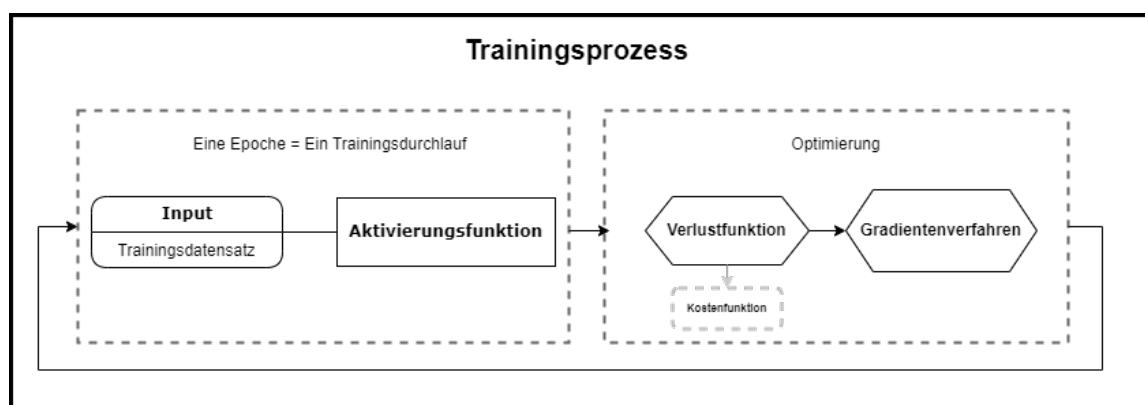 Trainingsprozess
Eine Epoche = Ein Trainingsdurchlauf
Input
Trainingsdatensatz
Aktivierungsfunktion
Optimierung
Verlustfunktion
Gradientenverfahren
Kostenfunktion